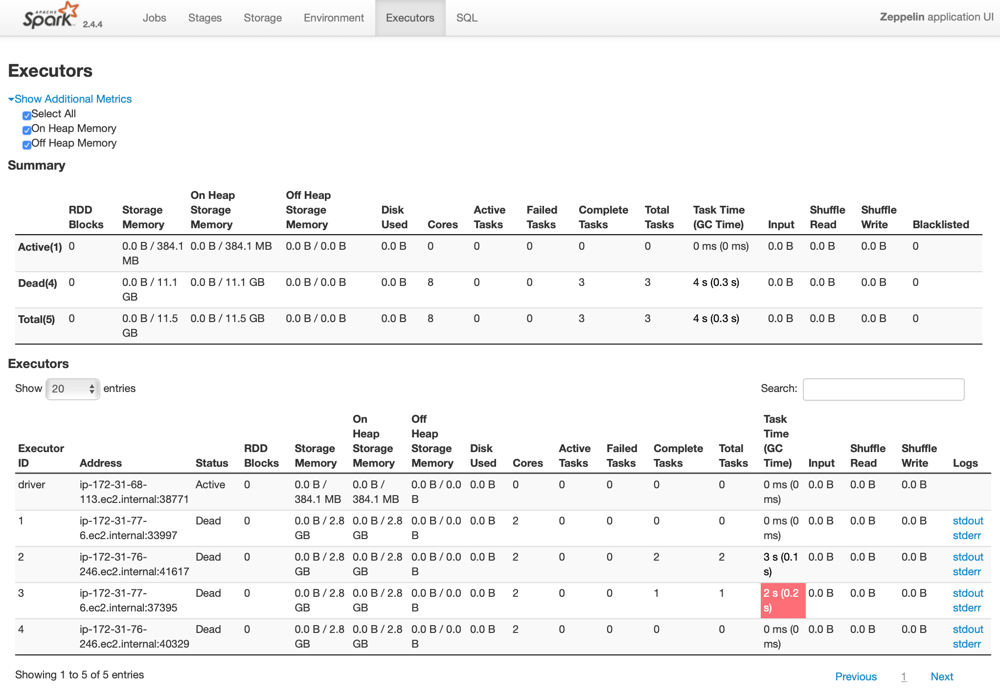 APACHE Spark 2.4.4 Jobs Stages Storage Environment Executors SQL Zeppelin application UI
Executors
Show Additional Metrics
Select All
On Heap Memory
Off Heap Memory
Summary
RDD Blocks Storage Memory On Heap Storage Memory Off Heap Storage Memory Disk Used Cores Active Tasks Failed Tasks Complete Tasks Total Tasks Task Time (GC Time) Input Shuffle Read Shuffle Write Blacklisted
Active(1) 0 0.0 B / 384.1 MB 0.0 B / 384.1 MB 0.0 B / 0.0 B 0.0 B 0 0 0 0 0 0 ms (0 ms) 0.0 B 0.0 B 0.0 B 0
Dead(4) 0 0.0 B / 11.1 GB 0.0 B / 11.1 GB 0.0 B / 0.0 B 0.0 B 8 0 0 3 3 4 s (0.3 s) 0.0 B 0.0 B 0.0 B 0
Total(5) 0 0.0 B / 11.5 GB 0.0 B / 11.5 GB 0.0 B / 0.0 B 0.0 B 8 0 0 3 3 4 s (0.3 s) 0.0 B 0.0 B 0.0 B 0
Executors
Show 20 entries Search:
Executor ID Address Status RDD Blocks Storage Memory On Heap Storage Memory Off Heap Storage Memory Disk Used Cores Active Tasks Failed Tasks Complete Tasks Total Tasks Task Time (GC Time) Input Shuffle Read Shuffle Write Logs
driver ip-172-31-68-113.ec2.internal:38771 Active 0 0.0 B / 384.1 MB 0.0 B / 384.1 MB 0.0 B / 0.0 B 0.0 B 0 0 0 0 0 0 ms (0 ms) 0.0 B 0.0 B 0.0 B
1 ip-172-31-77-6.ec2.internal:33997 Dead 0 0.0 B / 2.8 GB 0.0 B / 2.8 GB 0.0 B / 0.0 B 0.0 B 2 0 0 0 0 0 ms (0 ms) 0.0 B 0.0 B 0.0 B stdout stderr
2 ip-172-31-76-246.ec2.internal:41617 Dead 0 0.0 B / 2.8 GB 0.0 B / 2.8 GB 0.0 B / 0.0 B 0.0 B 2 0 0 2 2 3 s (0.1 s) 0.0 B 0.0 B 0.0 B stdout stderr
3 ip-172-31-77-6.ec2.internal:37395 Dead 0 0.0 B / 2.8 GB 0.0 B / 2.8 GB 0.0 B / 0.0 B 0.0 B 2 0 0 1 1 2 s (0.2 s) 0.0 B 0.0 B 0.0 B stdout stderr
4 ip-172-31-76-246.ec2.internal:40329 Dead 0 0.0 B / 2.8 GB 0.0 B / 2.8 GB 0.0 B / 0.0 B 0.0 B 2 0 0 0 0 0 ms (0 ms) 0.0 B 0.0 B 0.0 B stdout stderr
Showing 1 to 5 of 5 entries Previous 1 Next